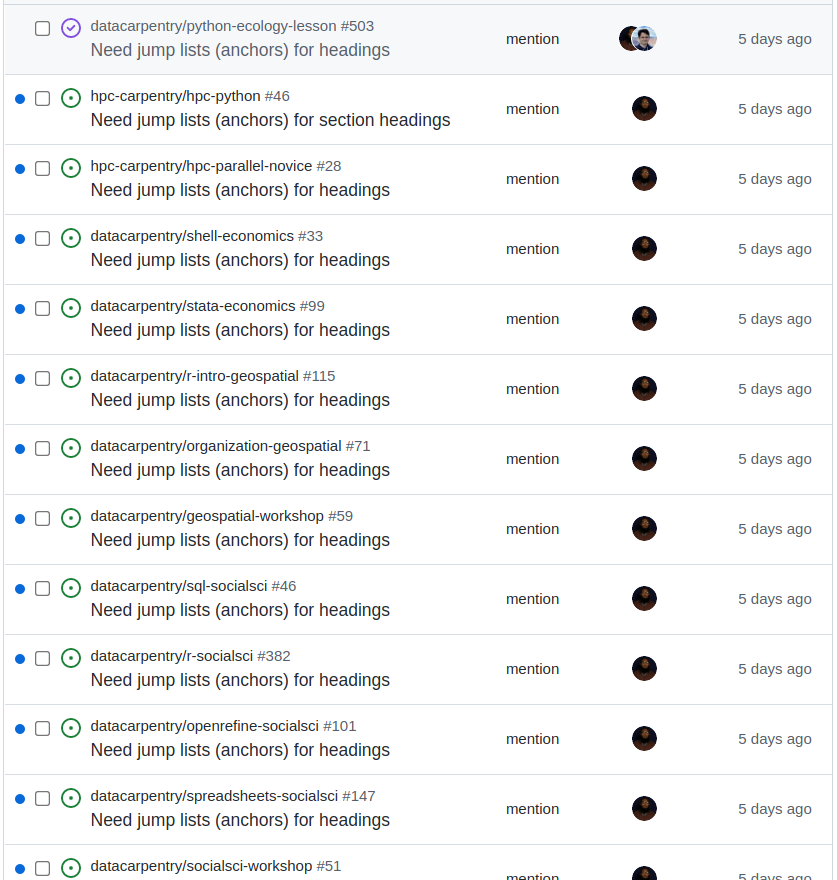 datacarpentry/python-ecology-lesson #503
Need jump lists (anchors) for headings
mention
5 days ago
hpc-carpentry/hpc-python #46
Need jump lists (anchors) for section headings
mention
5 days ago
hpc-carpentry/hpc-parallel-novice #28
Need jump lists (anchors) for headings
mention
5 days ago
datacarpentry/shell-economics #33
Need jump lists (anchors) for headings
mention
5 days ago
datacarpentry/stata-economics #99
Need jump lists (anchors) for headings
mention
5 days ago
datacarpentry/r-intro-geospatial #115
Need jump lists (anchors) for headings
mention
5 days ago
datacarpentry/organization-geospatial #71
Need jump lists (anchors) for headings
mention
5 days ago
datacarpentry/geospatial-workshop #59
Need jump lists (anchors) for headings
mention
5 days ago
datacarpentry/sql-socialsci #46
Need jump lists (anchors) for headings
mention
5 days ago
datacarpentry/r-socialsci #382
Need jump lists (anchors) for headings
mention
5 days ago
datacarpentry/openrefine-socialsci #101
Need jump lists (anchors) for headings
mention
5 days ago
datacarpentry/spreadsheets-socialsci #147
Need jump lists (anchors) for headings
mention
5 days ago
datacarpentry/socialsci-workshop #51
mention
5 days ago